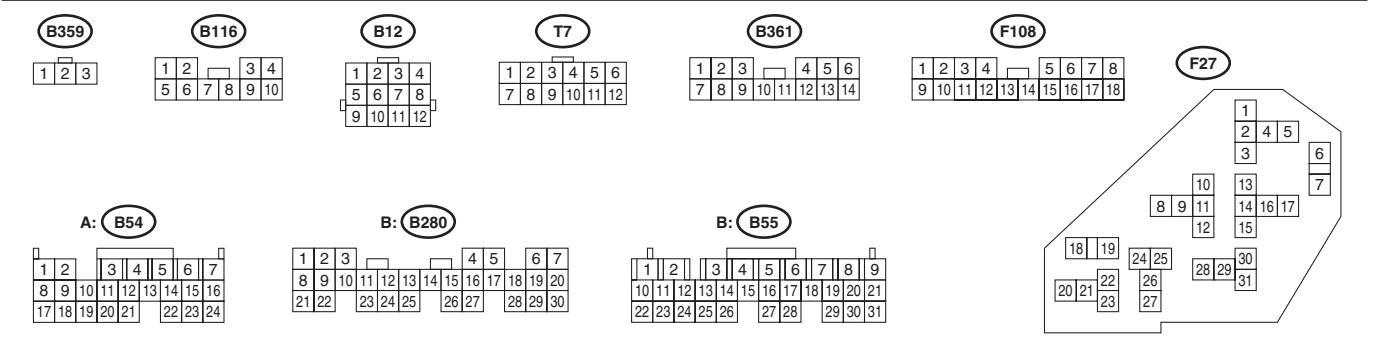 B359 B116 B12 T7 B361 F108 F27
1 2 3
1 2 3 4
5 6 7 8 9 10
1 2 3 4
5 6 7 8
9 10 11 12
1 2 3 4 5 6
7 8 9 10 11 12
1 2 3 4 5 6
7 8 9 10 11 12 13 14
1 2 3 4 5 6 7 8
9 10 11 12 13 14 15 16 17 18
1
2 4 5
3
6
7
10
8 9 11
12
13
14 16 17
15
18 19
24 25
20 21 22
23
26
27
28 29 30
31
A: B54
1 2 3 4 5 6 7
8 9 10 11 12 13 14 15 16
17 18 19 20 21 22 23 24
B: B280
1 2 3 4 5 6 7
8 9 10 11 12 13 14 15 16 17 18 19 20
21 22 23 24 25 26 27 28 29 30
B: B55
1 2 3 4 5 6 7 8 9
10 11 12 13 14 15 16 17 18 19 20 21
22 23 24 25 26 27 28 29 30 31